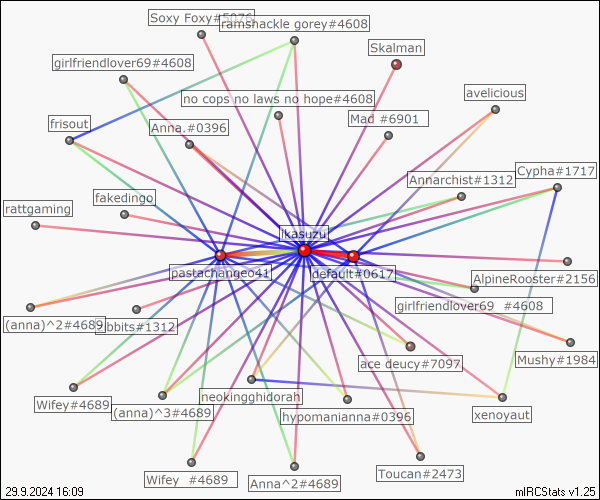 Soxy Foxy#5076
ramshackle gorey#4608
Skalman
girlfriendlover69#4608
avelicious
no cops no laws no hope#4608
frisout
Anna.#0396
Mad #6901
Cypha#1717
Annarchist#1312
fakedingo
rattgaming
ikasuzu
pastachangeo41
default#0617
AlpineRooster#2156
girlfriendlover69 #4608
(anna)^2#4689
#1312
Mushy#1984
ace deucy#7097
neokingghidorah
Wifey#4689
(anna)^3#4689
hypomanianna#0396
xenoyaut
Wifey #4689
Anna^2#4689
Toucan#2473
29.9.2024 16:09
mIRCStats v1.25